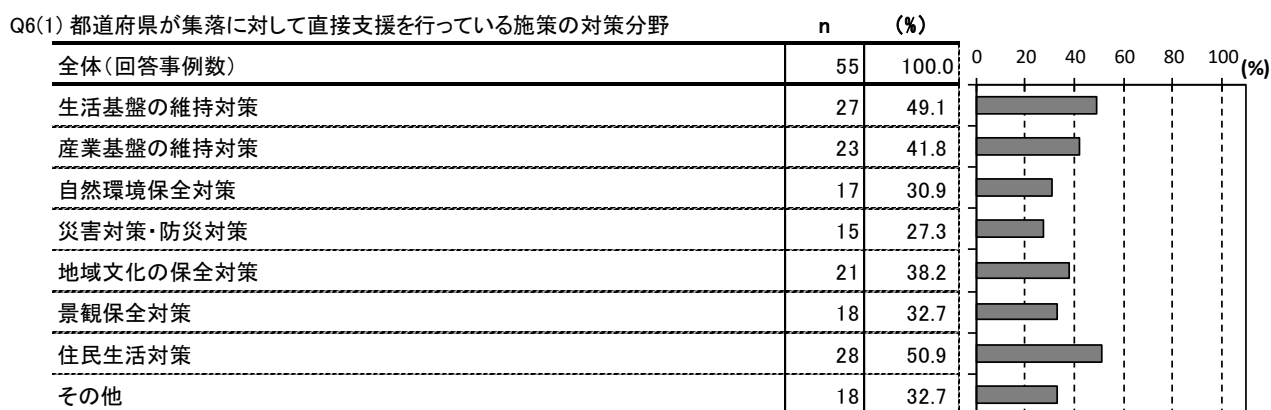 Q6(1) 都道府県が集落に対して直接支援を行っている施策の対策分野 n (%)
全体(回答事例数) 55 100.0
0 20 40 60 80 100 (%)
生活基盤の維持対策 27 49.1
産業基盤の維持対策 23 41.8
自然環境保全対策 17 30.9
災害対策・防災対策 15 27.3
地域文化の保全対策 21 38.2
景観保全対策 18 32.7
住民生活対策 28 50.9
その他 18 32.7